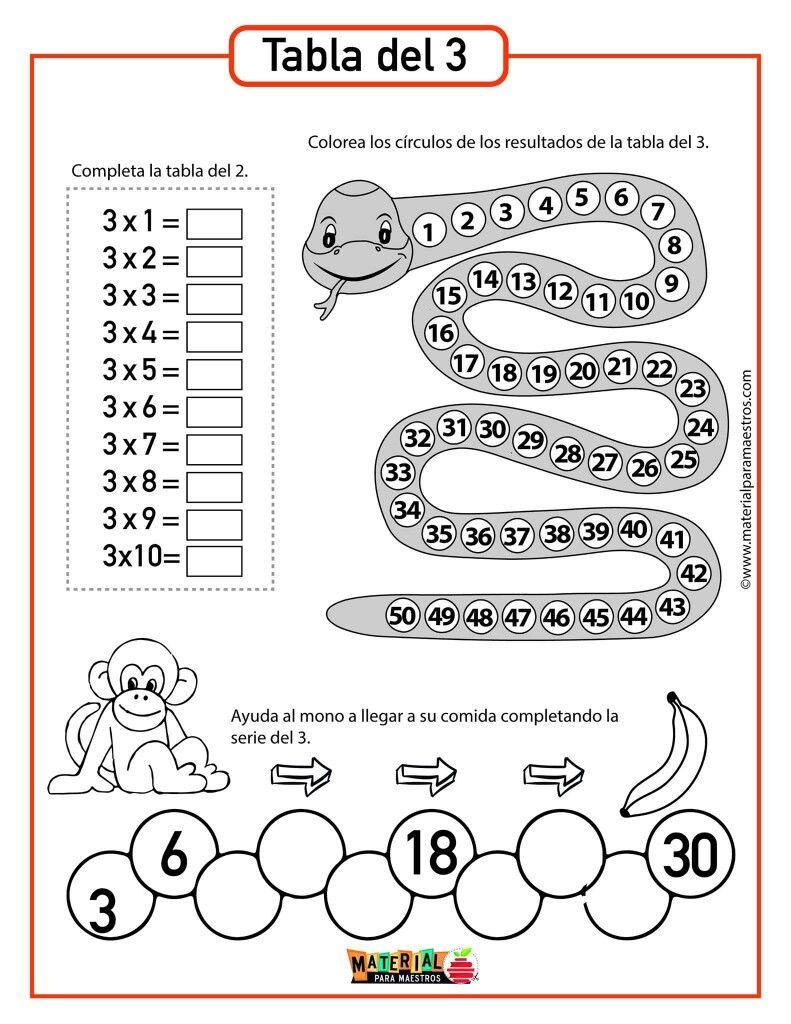 Tabla del 3
Colorea los círculos de los resultados de la tabla del 3.
Completa la tabla del 2.
3 x 1 =
3 x 2 =
3 x 3 =
3 x 4 =
3 x 5 =
3 x 6 =
3 x 7 =
3 x 8 =
3 x 9 =
3x10=
1 2 3 4 5 6 7 8 9 10 11 12 13 14 15 16 17 18 19 20 21 22 23 24 25 26 27 28 29 30 31 32 33 34 35 36 37 38 39 40 41 42 43 44 45 46 47 48 49 50
©www.materialparamaestros.com
Ayuda al mono a llegar a su comida completando la
serie del 3.
3 6 18 30
MATERIAL
PARA MAESTROS